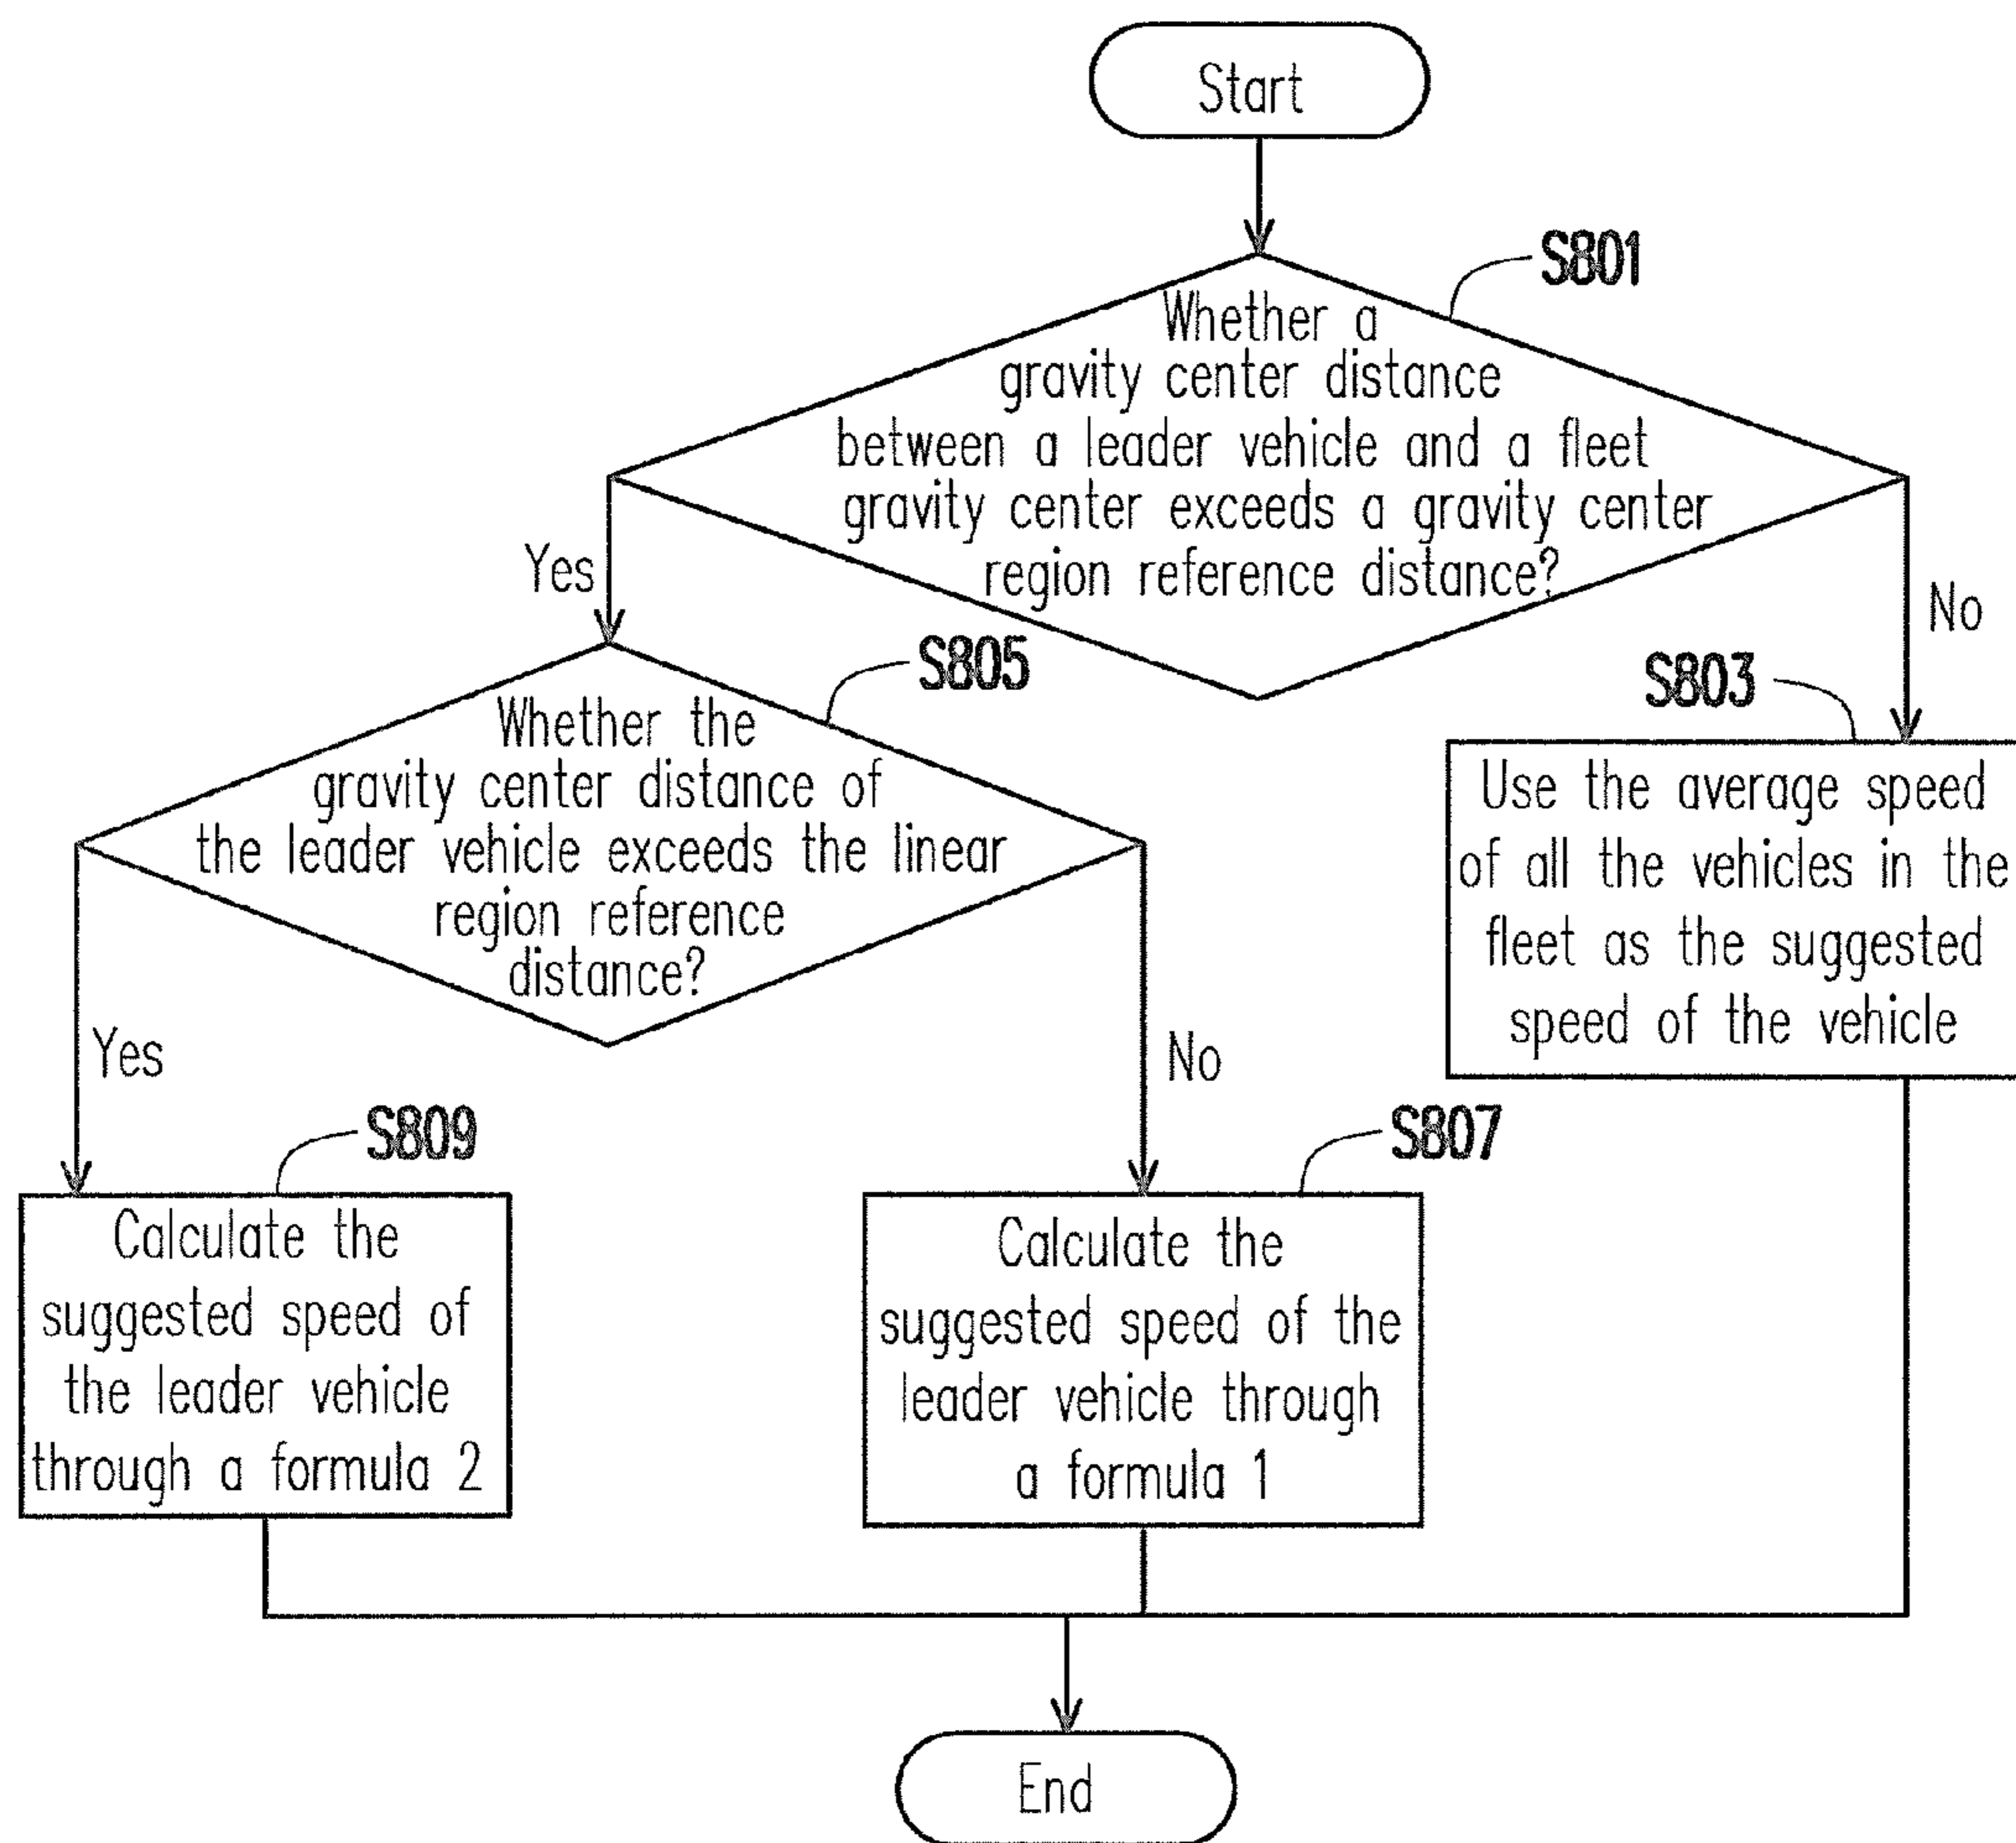 Start
S801
Whether a
gravity center distance
between a leader vehicle and a fleet
gravity center exceeds a gravity center
region reference distance?
Yes
No
S805
Whether the
gravity center distance of
the leader vehicle exceeds the linear
region reference
distance?
S803
Use the average speed
of all the vehicles in the
fleet as the suggested
speed of the vehicle
Yes
No
S809
Calculate the
suggested speed of
the leader vehicle
through a formula 2
S807
Calculate the
suggested speed of the
leader vehicle through
a formula 1
End